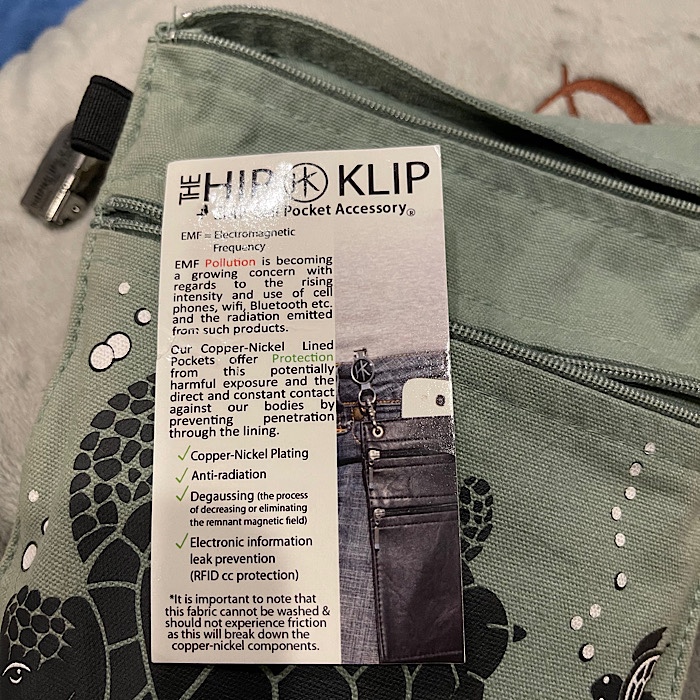 THE HIP K KLIP
Pocket Accessory®
EMF = Electromagnetic
Frequency
EMF Pollution is becoming
a growing concern with
regards to the rising
intensity and use of cell
phones, wifi, Bluetooth etc.
and the radiation emitted
from such products.
Our Copper-Nickel Lined
Pockets offer Protection
from this potentially
harmful exposure and the
direct and constant contact
against our bodies by
preventing penetration
through the lining.
✓Copper-Nickel Plating
✓Anti-radiation
✓Degaussing (the process
of decreasing or eliminating
the remnant magnetic field)
✓Electronic information
leak prevention
(RFID cc protection)
*It is important to note that
this fabric cannot be washed &
should not experience friction
as this will break down the
copper-nickel components.